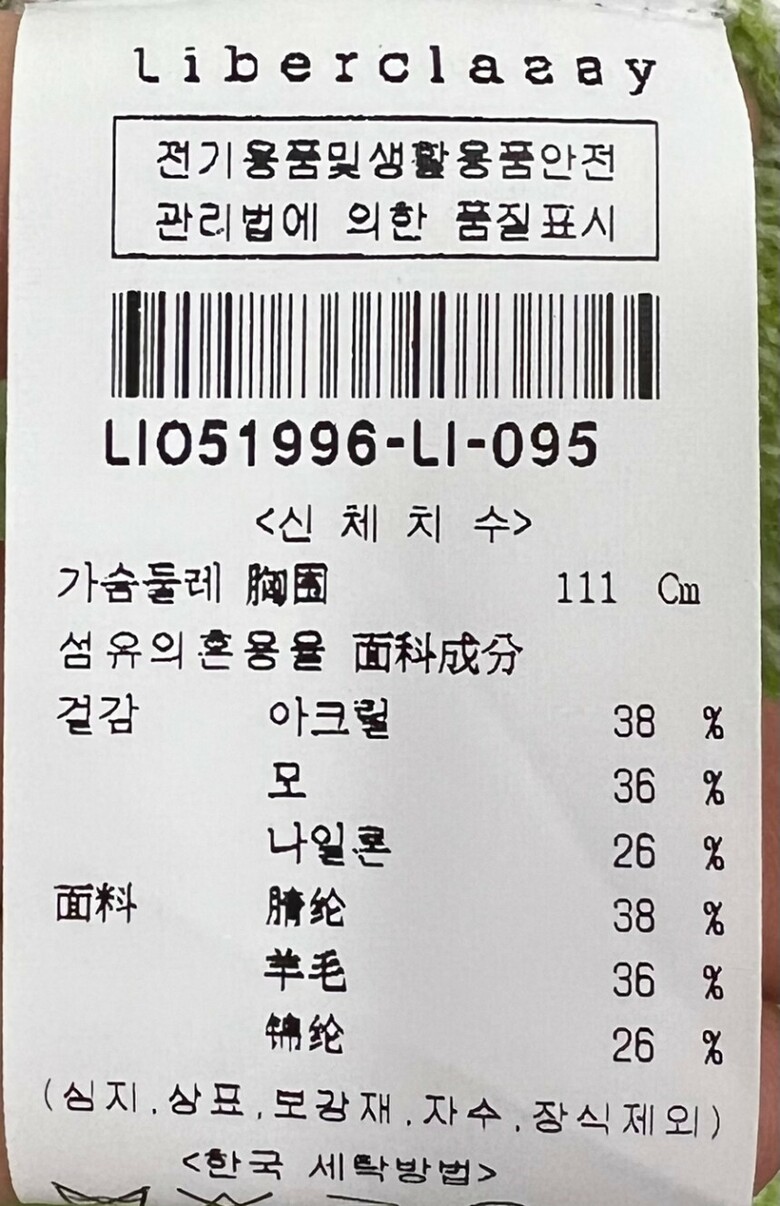 Liberclassy
전기용품및생활용품안전
관리법에 의한 품질표시
LIO51996-LI-095
<신 체 치 수>
가슴둘레 胸围 111 Cm
섬유의혼용율 面料成分
겉감 아크릴 38 %
모 36 %
나일론 26 %
面料 腈纶 38 %
羊毛 36 %
锦纶 26 %
(심지,상표,보강재,자수,장식제외)
<한국 세탁방법>